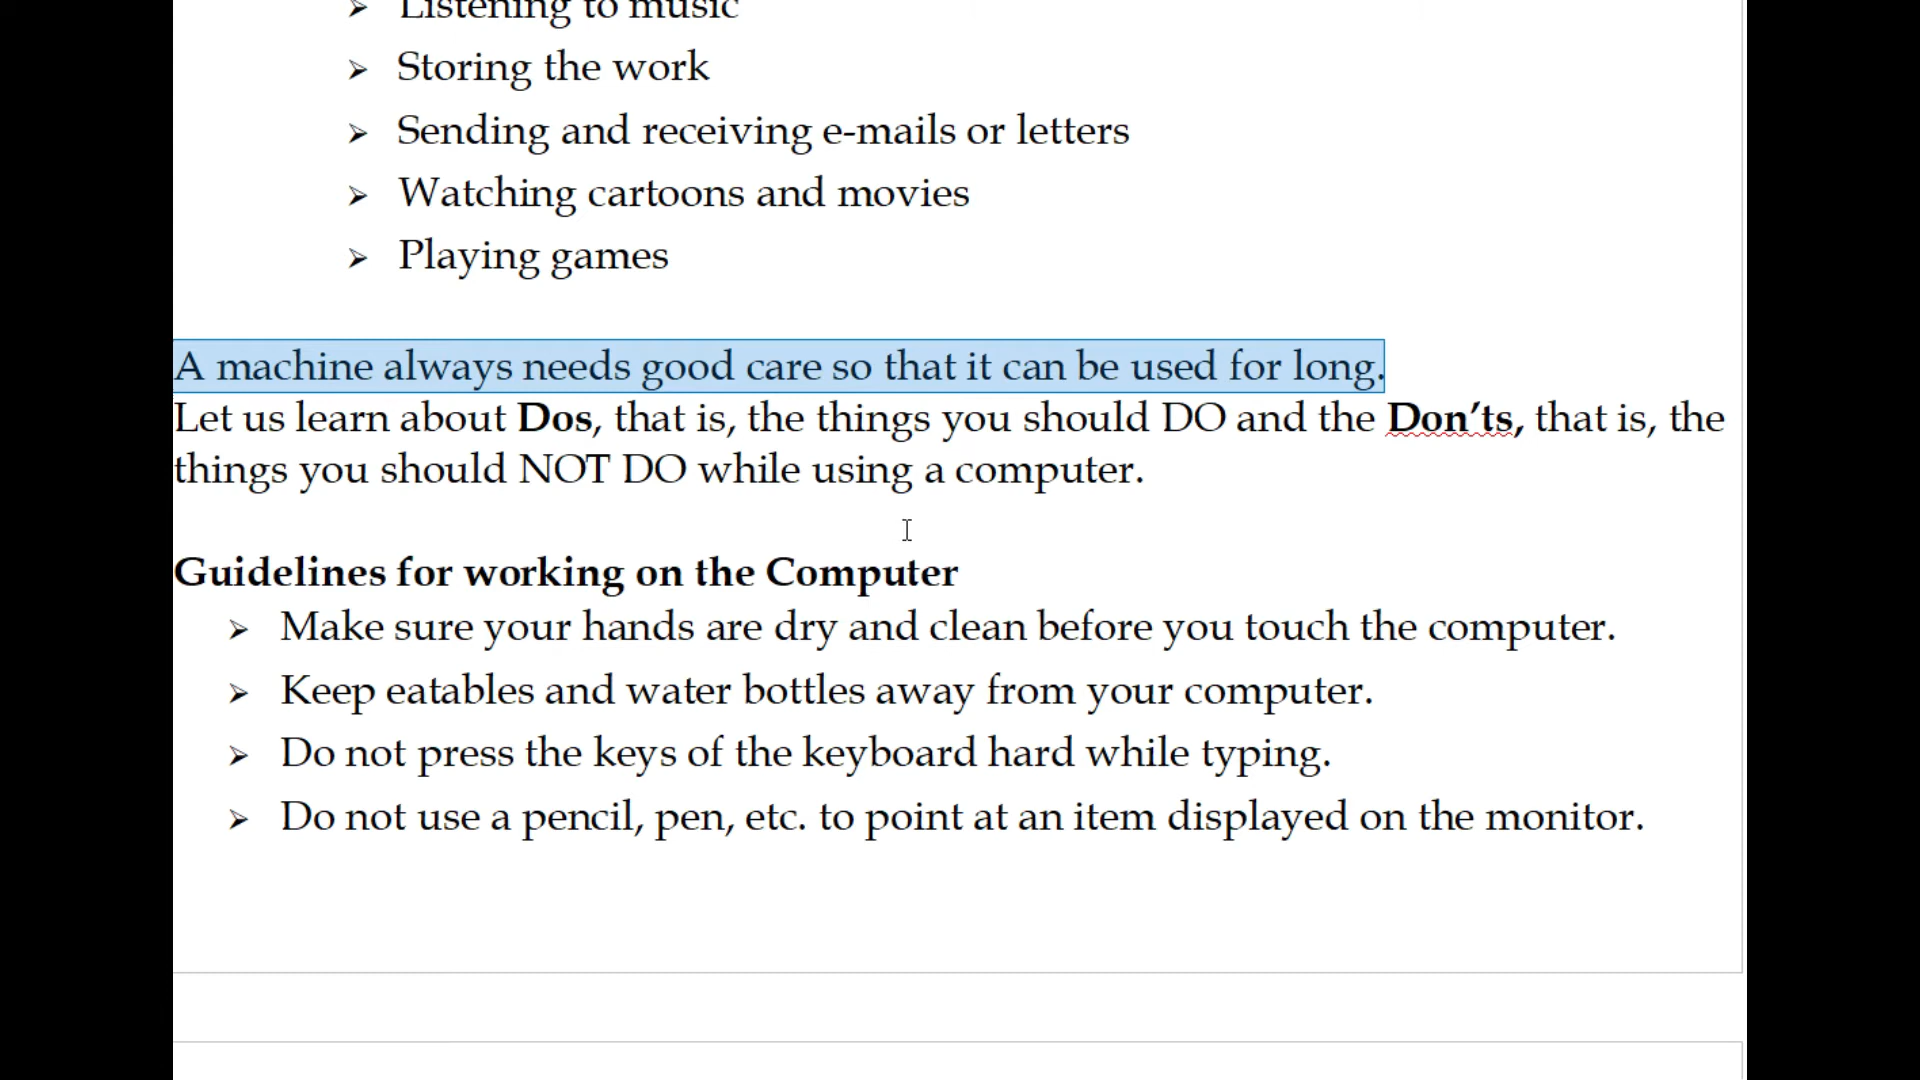 ➢ Listening to music
➢ Storing the work
➢ Sending and receiving e-mails or letters
➢ Watching cartoons and movies
➢ Playing games
A machine always needs good care so that it can be used for long.
Let us learn about Dos, that is, the things you should DO and the Don’ts, that is, the
things you should NOT DO while using a computer.
Guidelines for working on the Computer
➢ Make sure your hands are dry and clean before you touch the computer.
➢ Keep eatables and water bottles away from your computer.
➢ Do not press the keys of the keyboard hard while typing.
➢ Do not use a pencil, pen, etc. to point at an item displayed on the monitor.